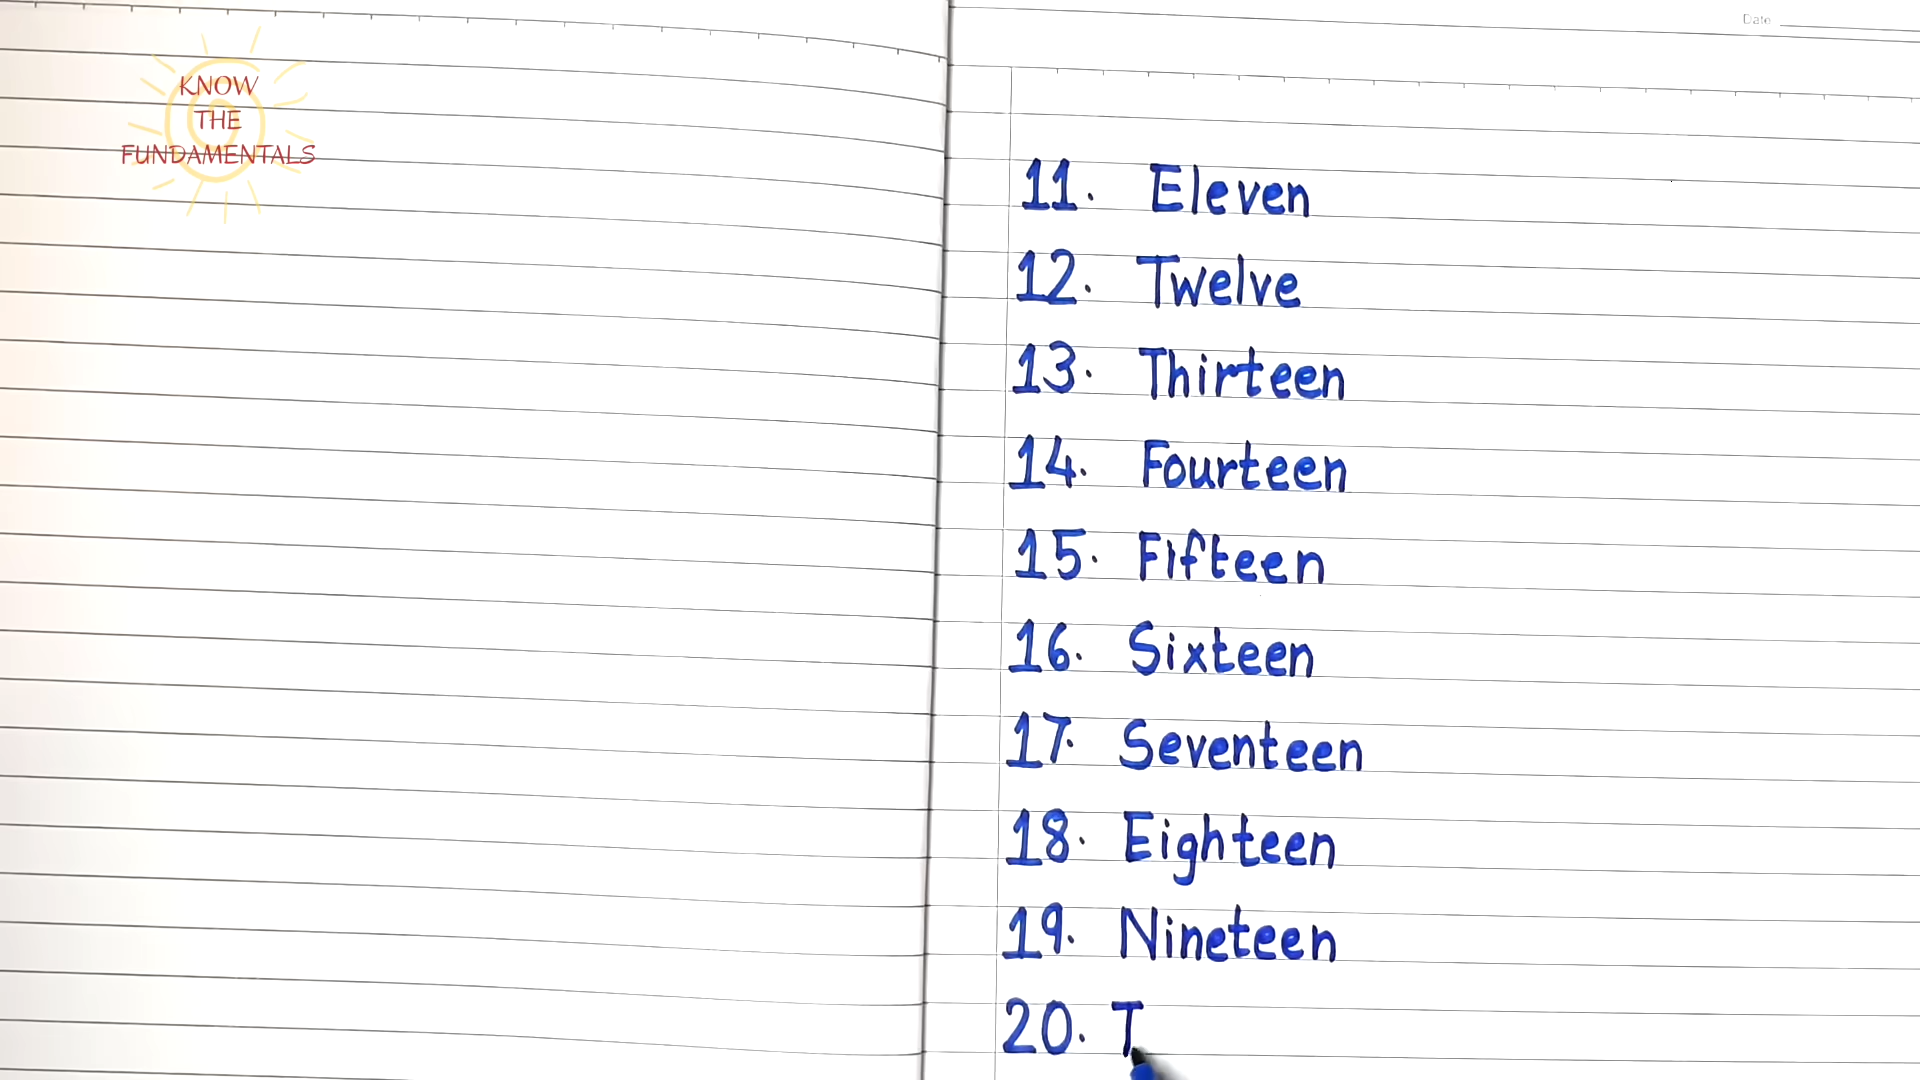 KNOW
THE
FUNDAMENTALS
Date
11. Eleven
12. Twelve
13. Thirteen
14. Fourteen
15. Fifteen
16. Sixteen
17. Seventeen
18. Eighteen
19. Nineteen
20. T